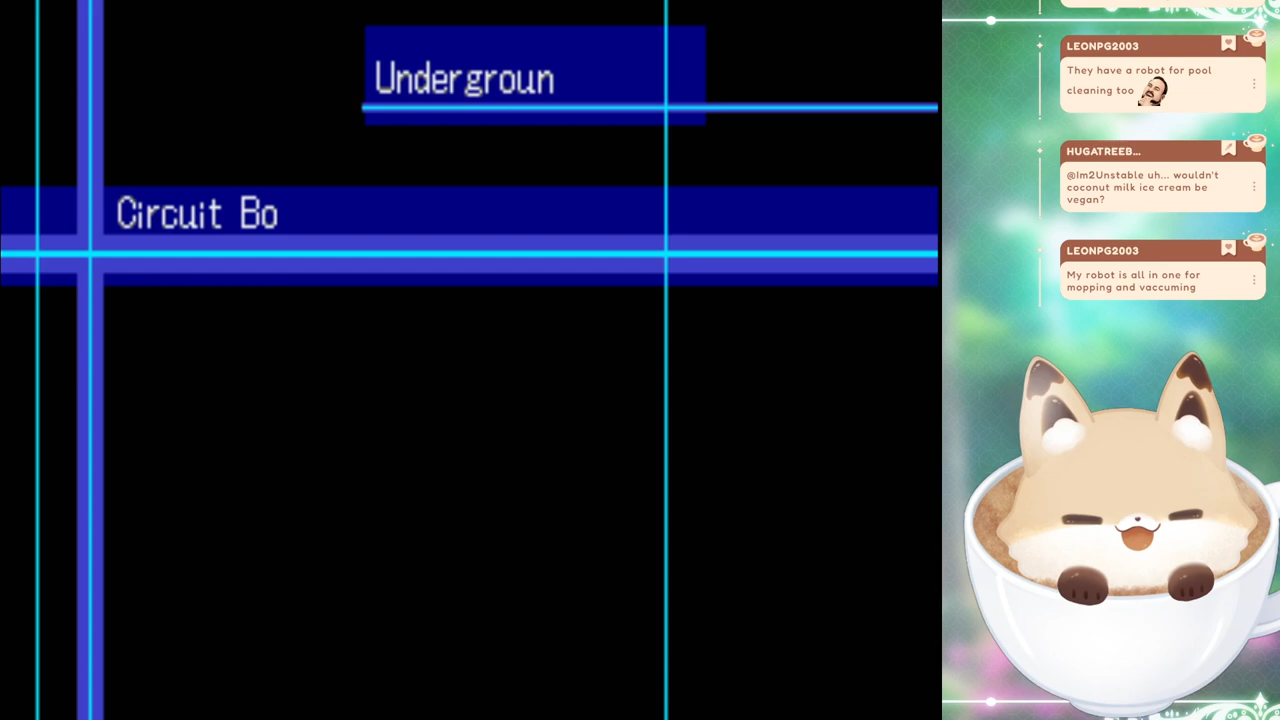 Undergroun
Circuit Bo
LEONPG2003
They have a robot for pool
cleaning too
HUGATREEB...
@Im2Unstable uh... wouldn't
coconut milk ice cream be
vegan?
LEONPG2003
My robot is all in one for
mopping and vaccuming